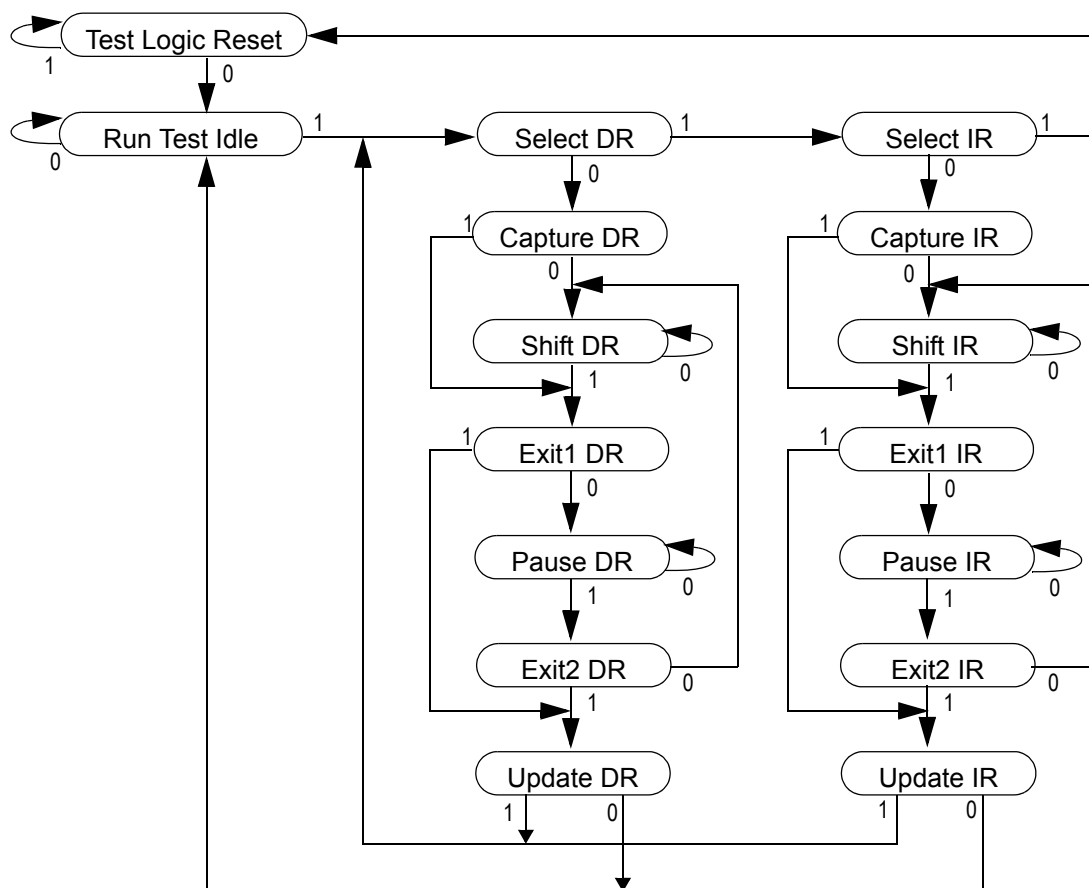 Test Logic Reset
1
0
Run Test Idle
1
Select DR
1
Select IR
1
0
0
0
1
Capture DR
1
Capture IR
0
0
Shift DR
Shift IR
0
0
1
1
1
Exit1 DR
1
Exit1 IR
0
0
Pause DR
Pause IR
0
0
1
1
Exit2 DR
Exit2 IR
0
0
1
1
Update DR
Update IR
1
0
1
0